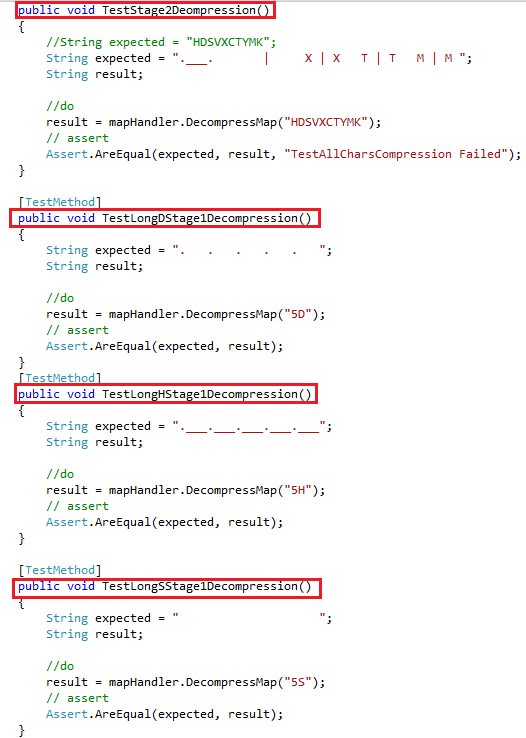 public void TestStage2Deompression()
{
    //String expected = "HDSVXCTYMK";
    String expected = ".___.       |     X | X   T | T   M | M ";
    String result;

    //do
    result = mapHandler.DecompressMap("HDSVXCTYMK");
    // assert
    Assert.AreEqual(expected, result, "TestAllCharsCompression Failed");
}

[TestMethod]
public void TestLongDStage1Decompression()
{
    String expected = ".   .   .   .   .   ";
    String result;

    //do
    result = mapHandler.DecompressMap("5D");
    // assert
    Assert.AreEqual(expected, result);
}
[TestMethod]
public void TestLongHStage1Decompression()
{
    String expected = ".___.___.___.___.___";
    String result;

    //do
    result = mapHandler.DecompressMap("5H");
    // assert
    Assert.AreEqual(expected, result);
}

[TestMethod]
public void TestLongSStage1Decompression()
{
    String expected = "                    ";
    String result;

    //do
    result = mapHandler.DecompressMap("5S");
    // assert
    Assert.AreEqual(expected, result);
}